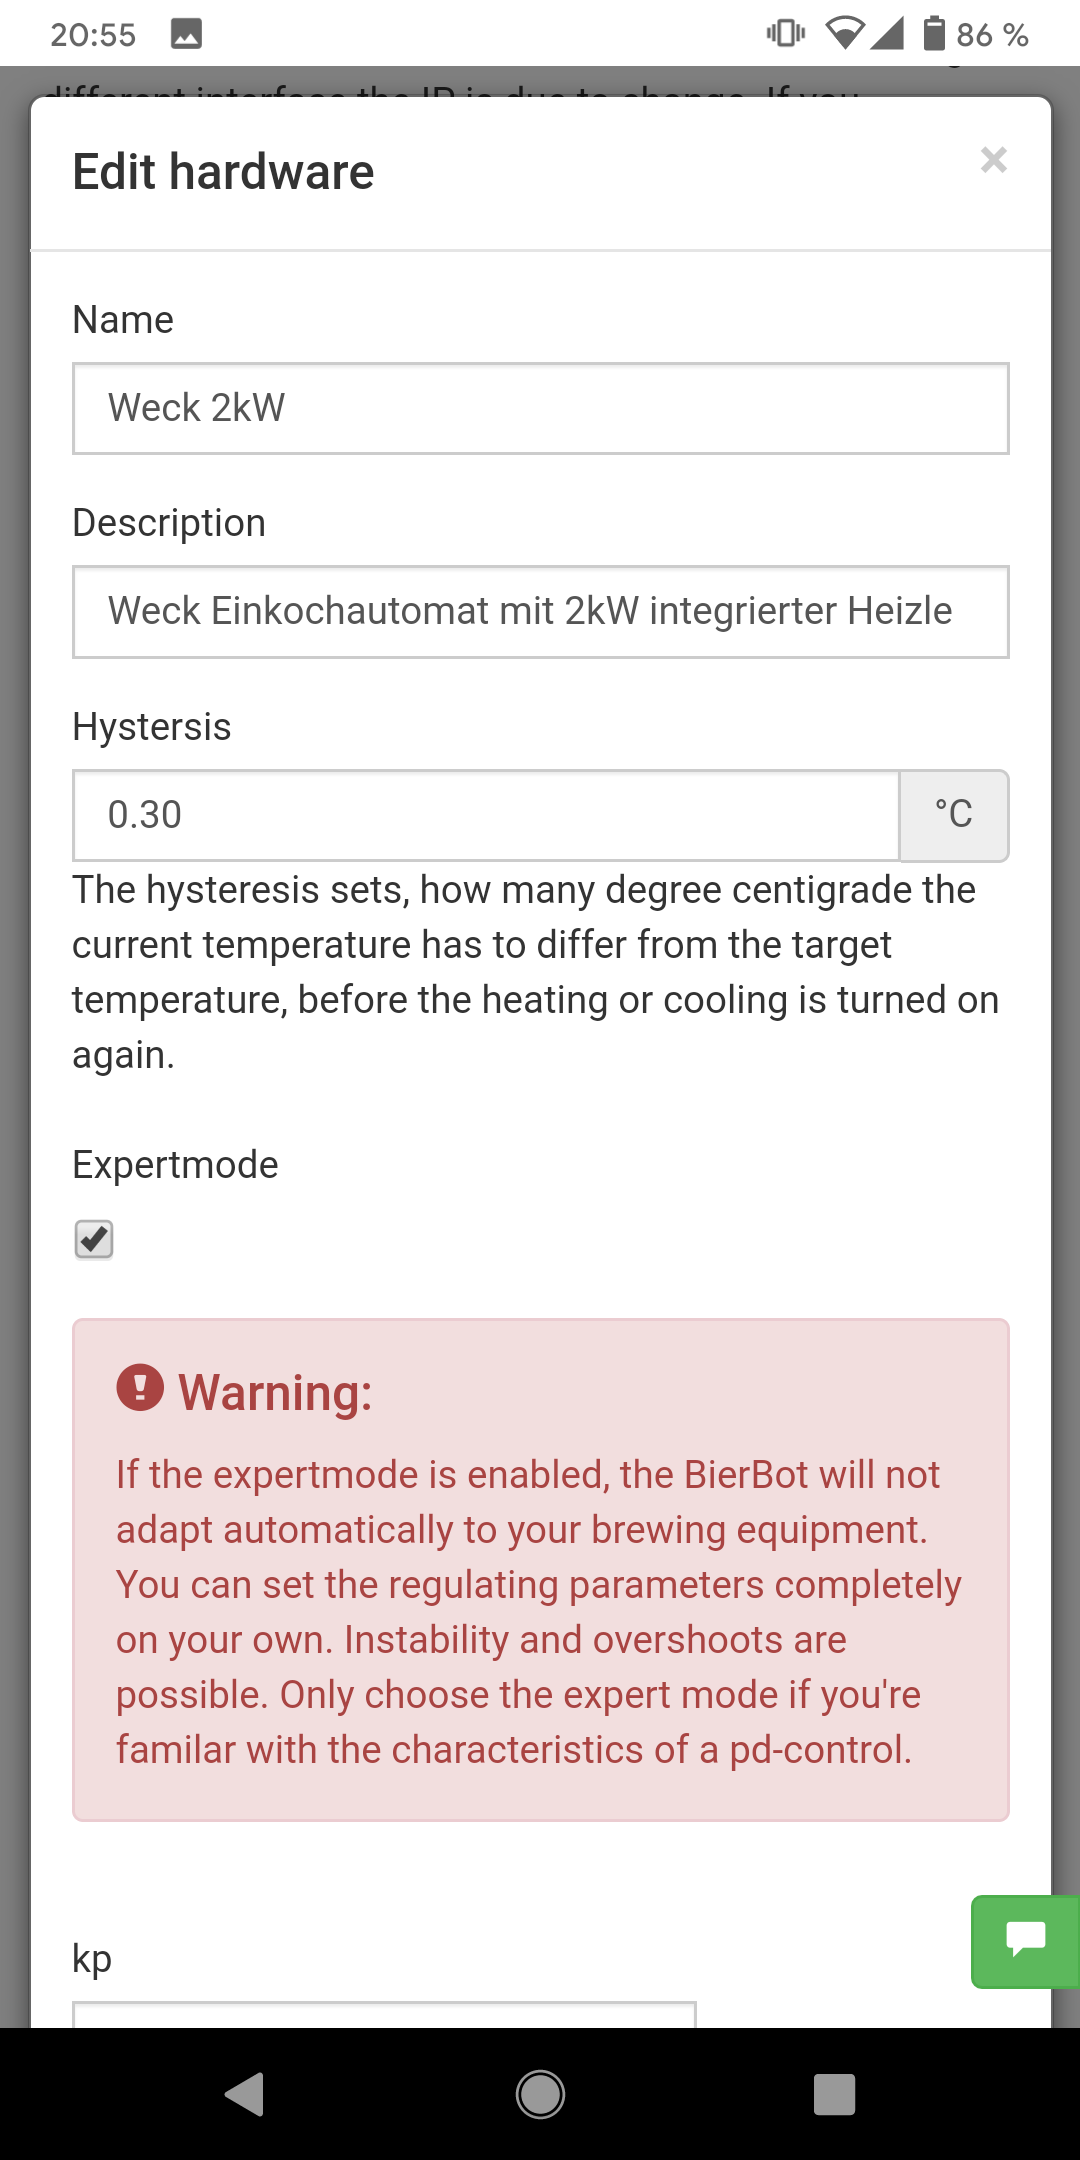 20:55
86 %
different interface the IP is due to change. If you
Edit hardware
×
Name
Weck 2kW
Description
Weck Einkochautomat mit 2kW integrierter Heizle
Hystersis
0.30
°C
The hysteresis sets, how many degree centigrade the
current temperature has to differ from the target
temperature, before the heating or cooling is turned on
again.
Expertmode
Warning:
If the expertmode is enabled, the BierBot will not
adapt automatically to your brewing equipment.
You can set the regulating parameters completely
on your own. Instability and overshoots are
possible. Only choose the expert mode if you're
familar with the characteristics of a pd-control.
kp